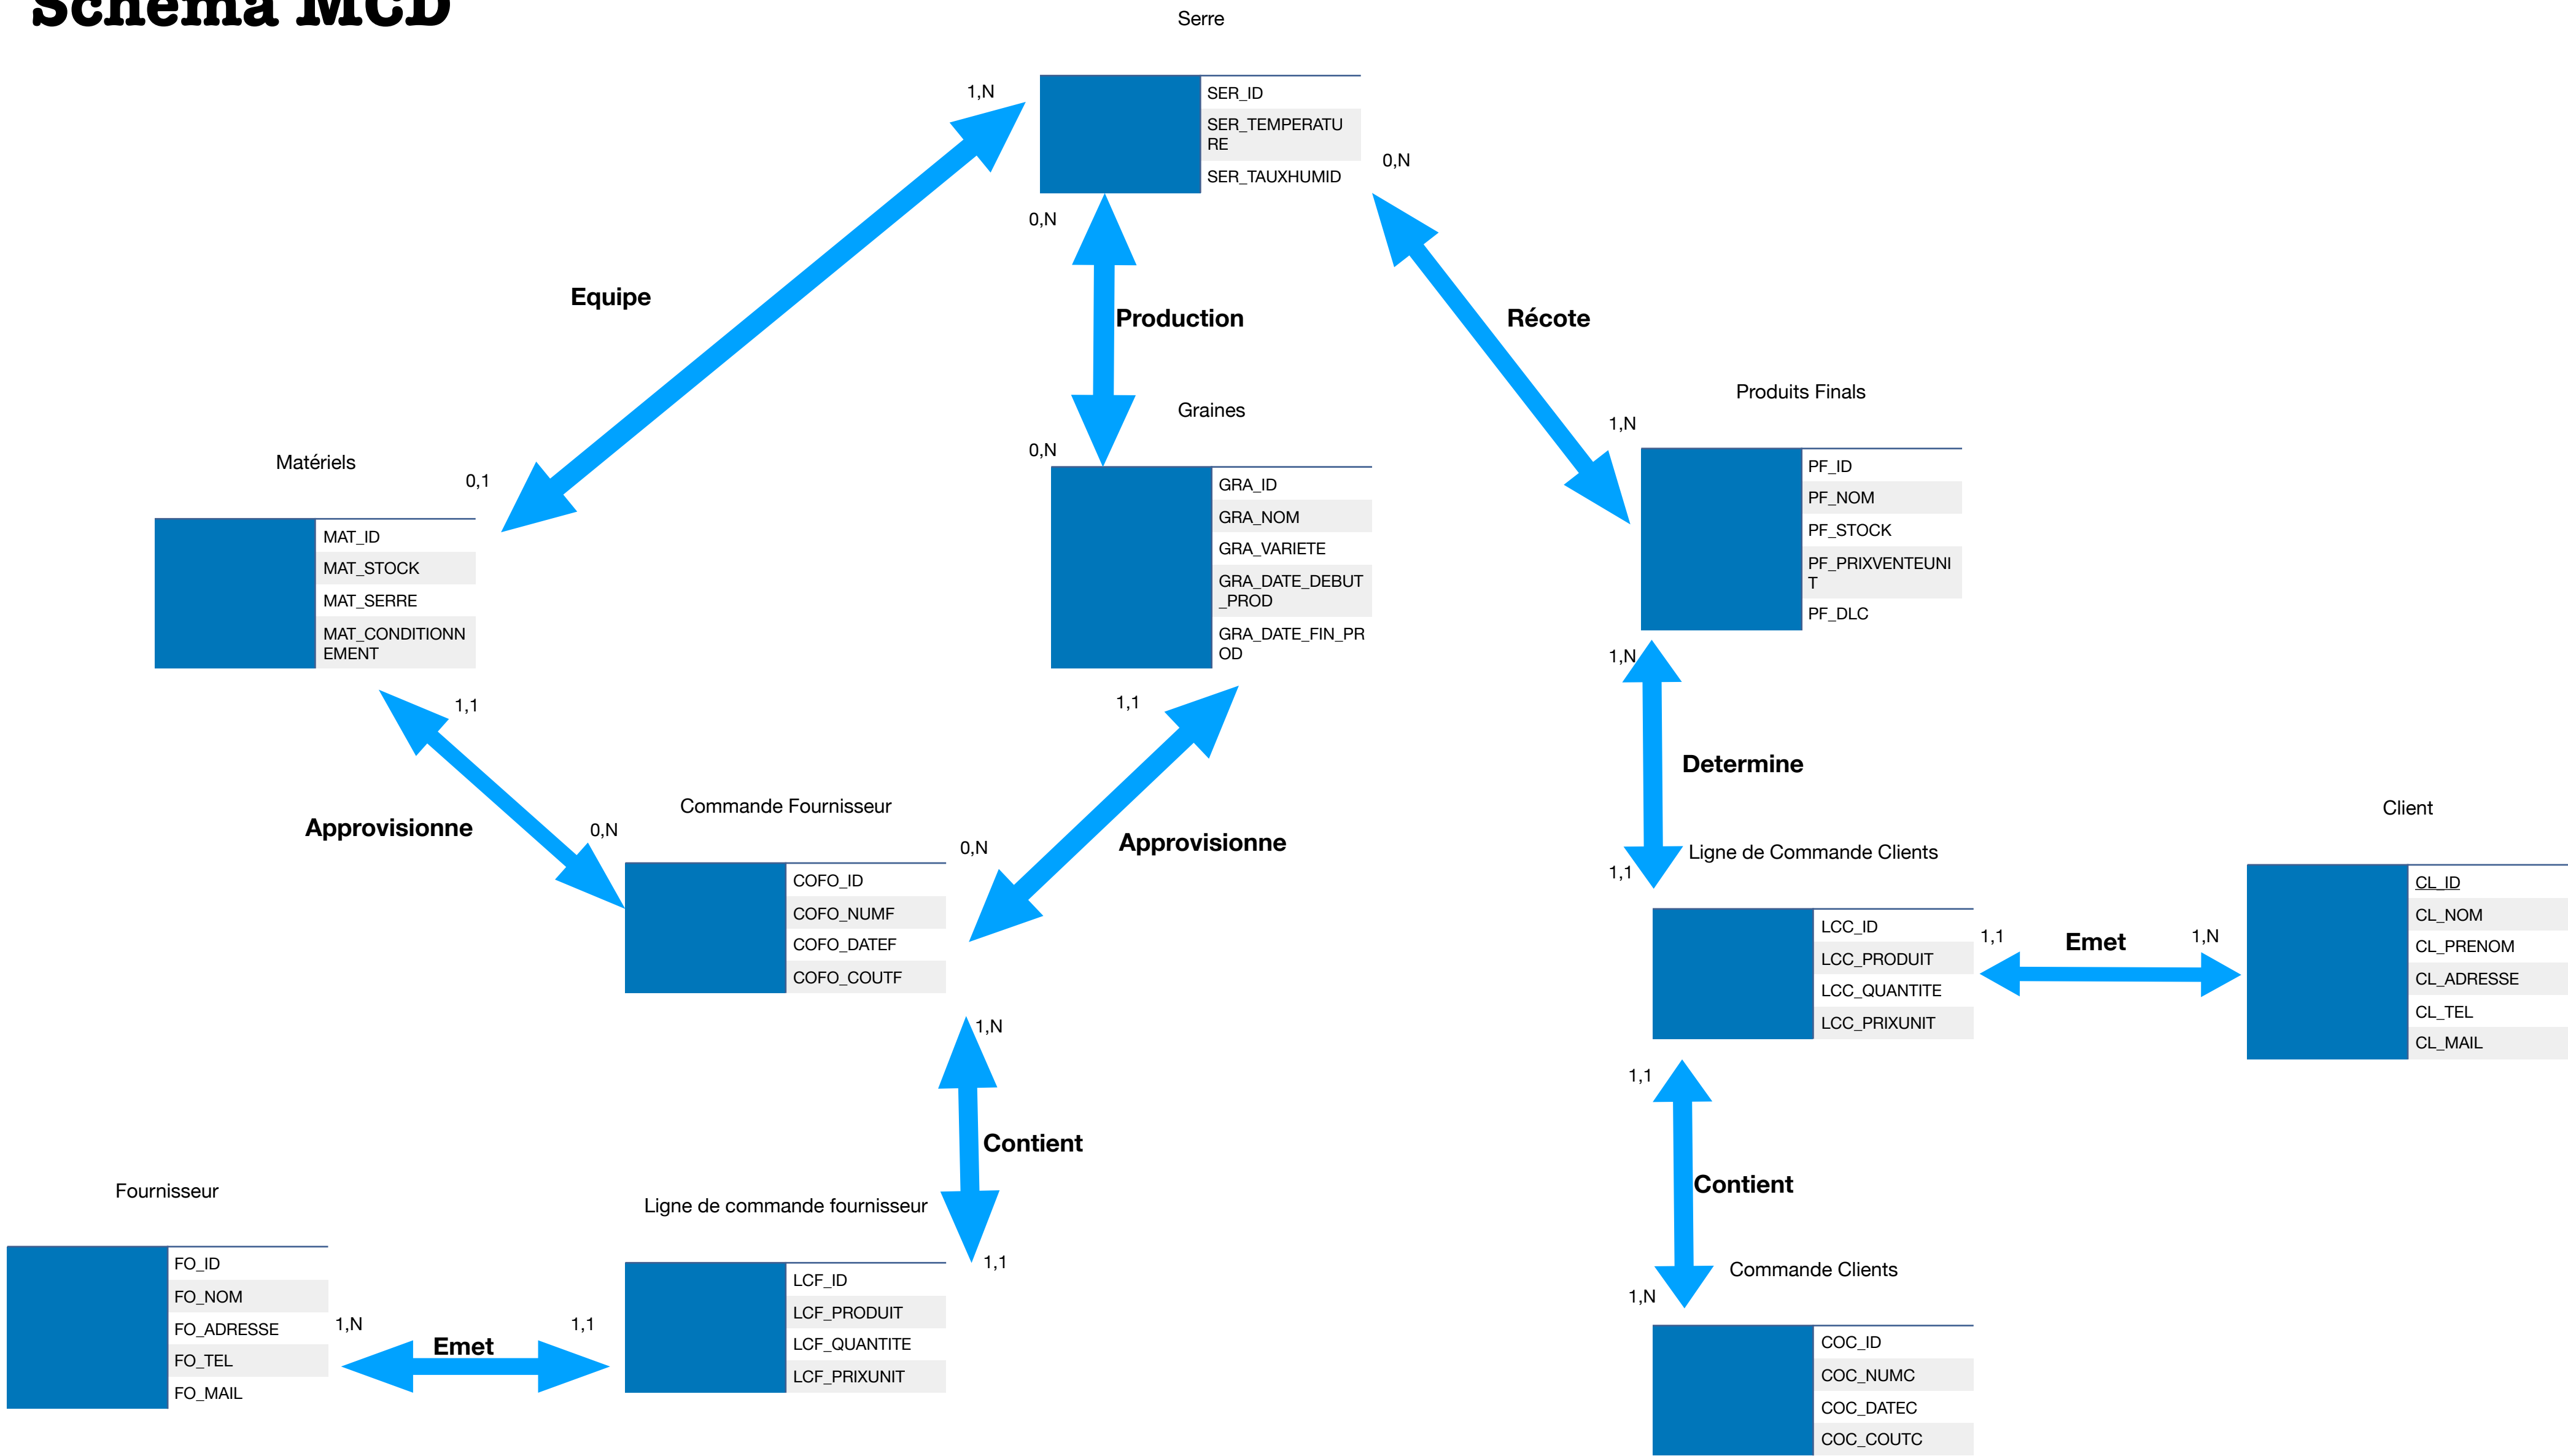 Schéma MCD
Serre
1,N
SER_ID
SER_TEMPERATU
RE
SER_TAUXHUMID
0,N
0,N
Equipe
Production
Récote
Produits Finals
Graines
1,N
0,N
Matériels
0,1
PF_ID
PF_NOM
PF_STOCK
PF_PRIXVENTEUNI
T
PF_DLC
GRA_ID
GRA_NOM
GRA_VARIETE
GRA_DATE_DEBUT
_PROD
GRA_DATE_FIN_PR
OD
MAT_ID
MAT_STOCK
MAT_SERRE
MAT_CONDITIONN
EMENT
1,N
1,1
1,1
Determine
Commande Fournisseur
Client
Approvisionne
0,N
0,N
Approvisionne
Ligne de Commande Clients
1,1
COFO_ID
COFO_NUMF
COFO_DATEF
COFO_COUTF
CL_ID
CL_NOM
CL_PRENOM
CL_ADRESSE
CL_TEL
CL_MAIL
LCC_ID
LCC_PRODUIT
LCC_QUANTITE
LCC_PRIXUNIT
1,1
Emet
1,N
1,N
1,1
Contient
Contient
Fournisseur
Ligne de commande fournisseur
1,1
Commande Clients
1,N
FO_ID
FO_NOM
FO_ADRESSE
FO_TEL
FO_MAIL
1,N
Emet
1,1
LCF_ID
LCF_PRODUIT
LCF_QUANTITE
LCF_PRIXUNIT
COC_ID
COC_NUMC
COC_DATEC
COC_COUTC